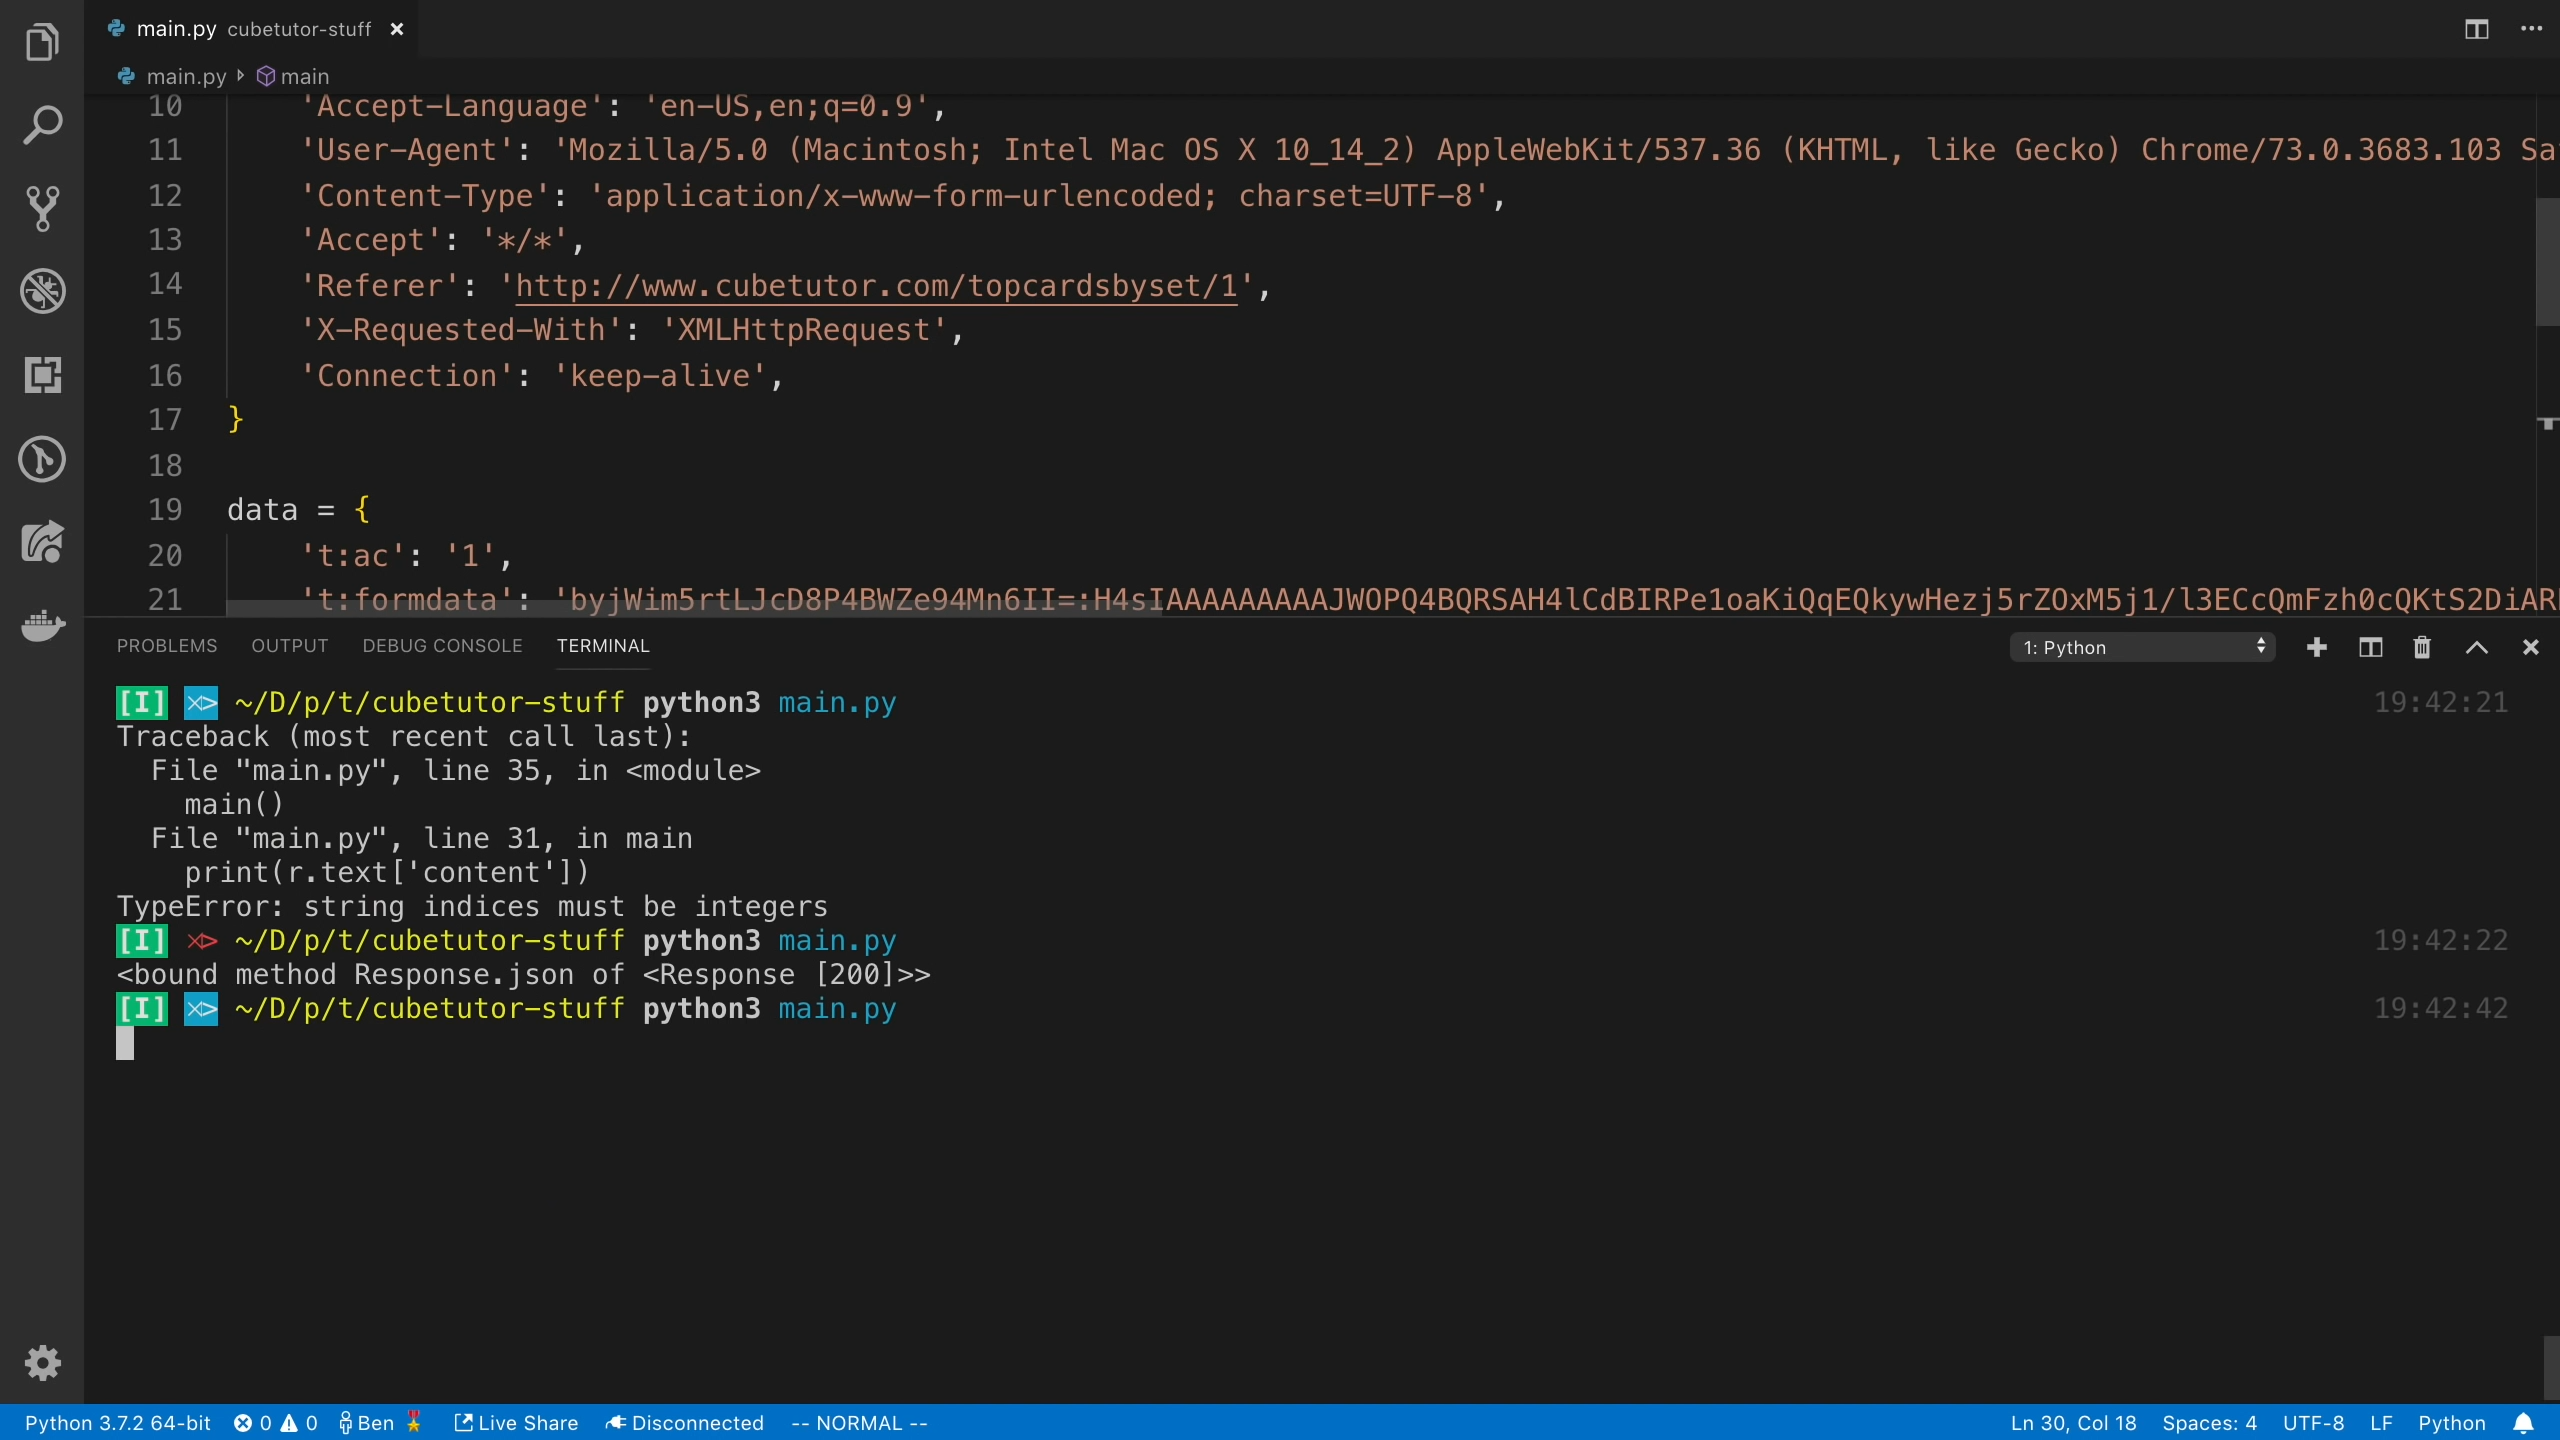 main.py cubetutor-stuff
main.py main
10 'Accept-Language': 'en-US,en;q=0.9',
11 'User-Agent': 'Mozilla/5.0 (Macintosh; Intel Mac OS X 10_14_2) AppleWebKit/537.36 (KHTML, like Gecko) Chrome/73.0.3683.103 Sa
12 'Content-Type': 'application/x-www-form-urlencoded; charset=UTF-8',
13 'Accept': '*/*',
14 'Referer': 'http://www.cubetutor.com/topcardsbyset/1',
15 'X-Requested-With': 'XMLHttpRequest',
16 'Connection': 'keep-alive',
17 }
18
19 data = {
20 't:ac': '1',
21 't:formdata': 'byjWim5rtLJcD8P4BWZe94Mn6II=:H4sIAAAAAAAAAJWOPQ4BQRSAH4lCdBIRPe1oaKiQqEQkywHezj5rZOxM5j1/l3ECcQmFzh0cQKtS2DiAR
PROBLEMS OUTPUT DEBUG CONSOLE TERMINAL 1: Python
[I] ⋊> ~/D/p/t/cubetutor-stuff python3 main.py 19:42:21
Traceback (most recent call last):
File "main.py", line 35, in <module>
main()
File "main.py", line 31, in main
print(r.text['content'])
TypeError: string indices must be integers
[I] ⋊> ~/D/p/t/cubetutor-stuff python3 main.py 19:42:22
<bound method Response.json of <Response [200]>>
[I] ⋊> ~/D/p/t/cubetutor-stuff python3 main.py 19:42:42
Python 3.7.2 64-bit 0 0 Ben Live Share Disconnected -- NORMAL -- Ln 30, Col 18 Spaces: 4 UTF-8 LF Python